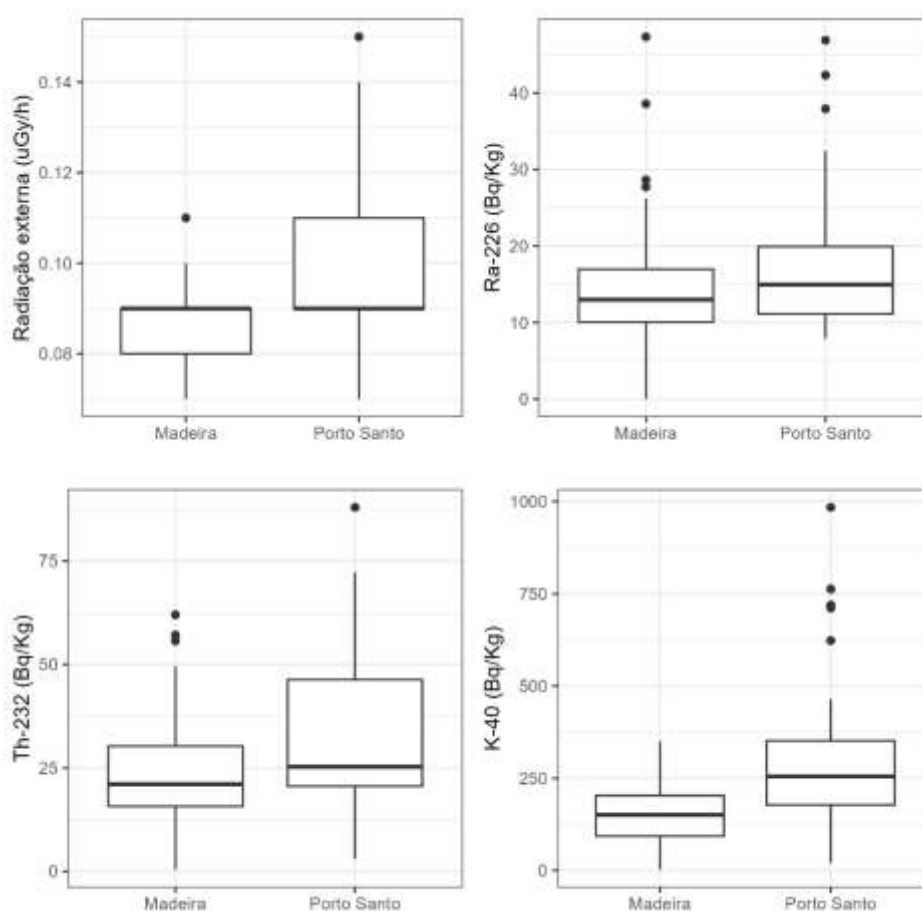 Radiação externa (uGy/h)
0.14
0.12
0.10
0.08
Madeira
Porto Santo
Ra-226 (Bq/Kg)
40
30
20
10
0
Madeira
Porto Santo
Th-232 (Bq/Kg)
75
50
25
0
Madeira
Porto Santo
K-40 (Bq/Kg)
1000
750
500
250
0
Madeira
Porto Santo